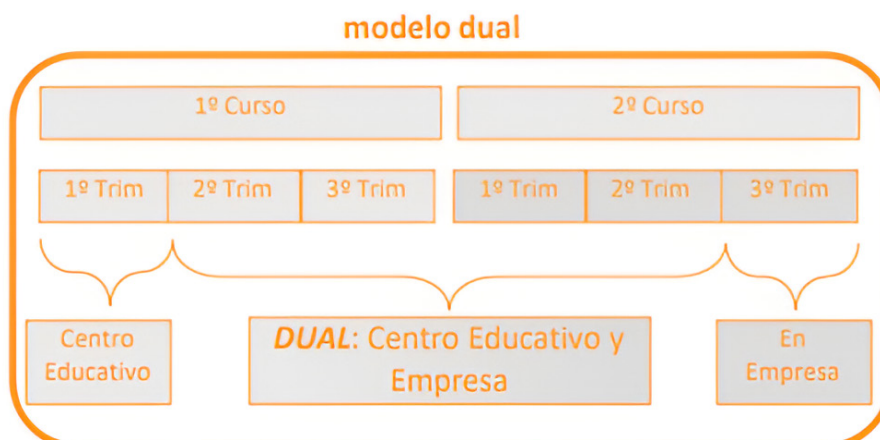 modelo dual
1º Curso 2º Curso
1º Trim 2º Trim 3º Trim 1º Trim 2º Trim 3º Trim
Centro
Educativo
DUAL: Centro Educativo y
Empresa
En
Empresa